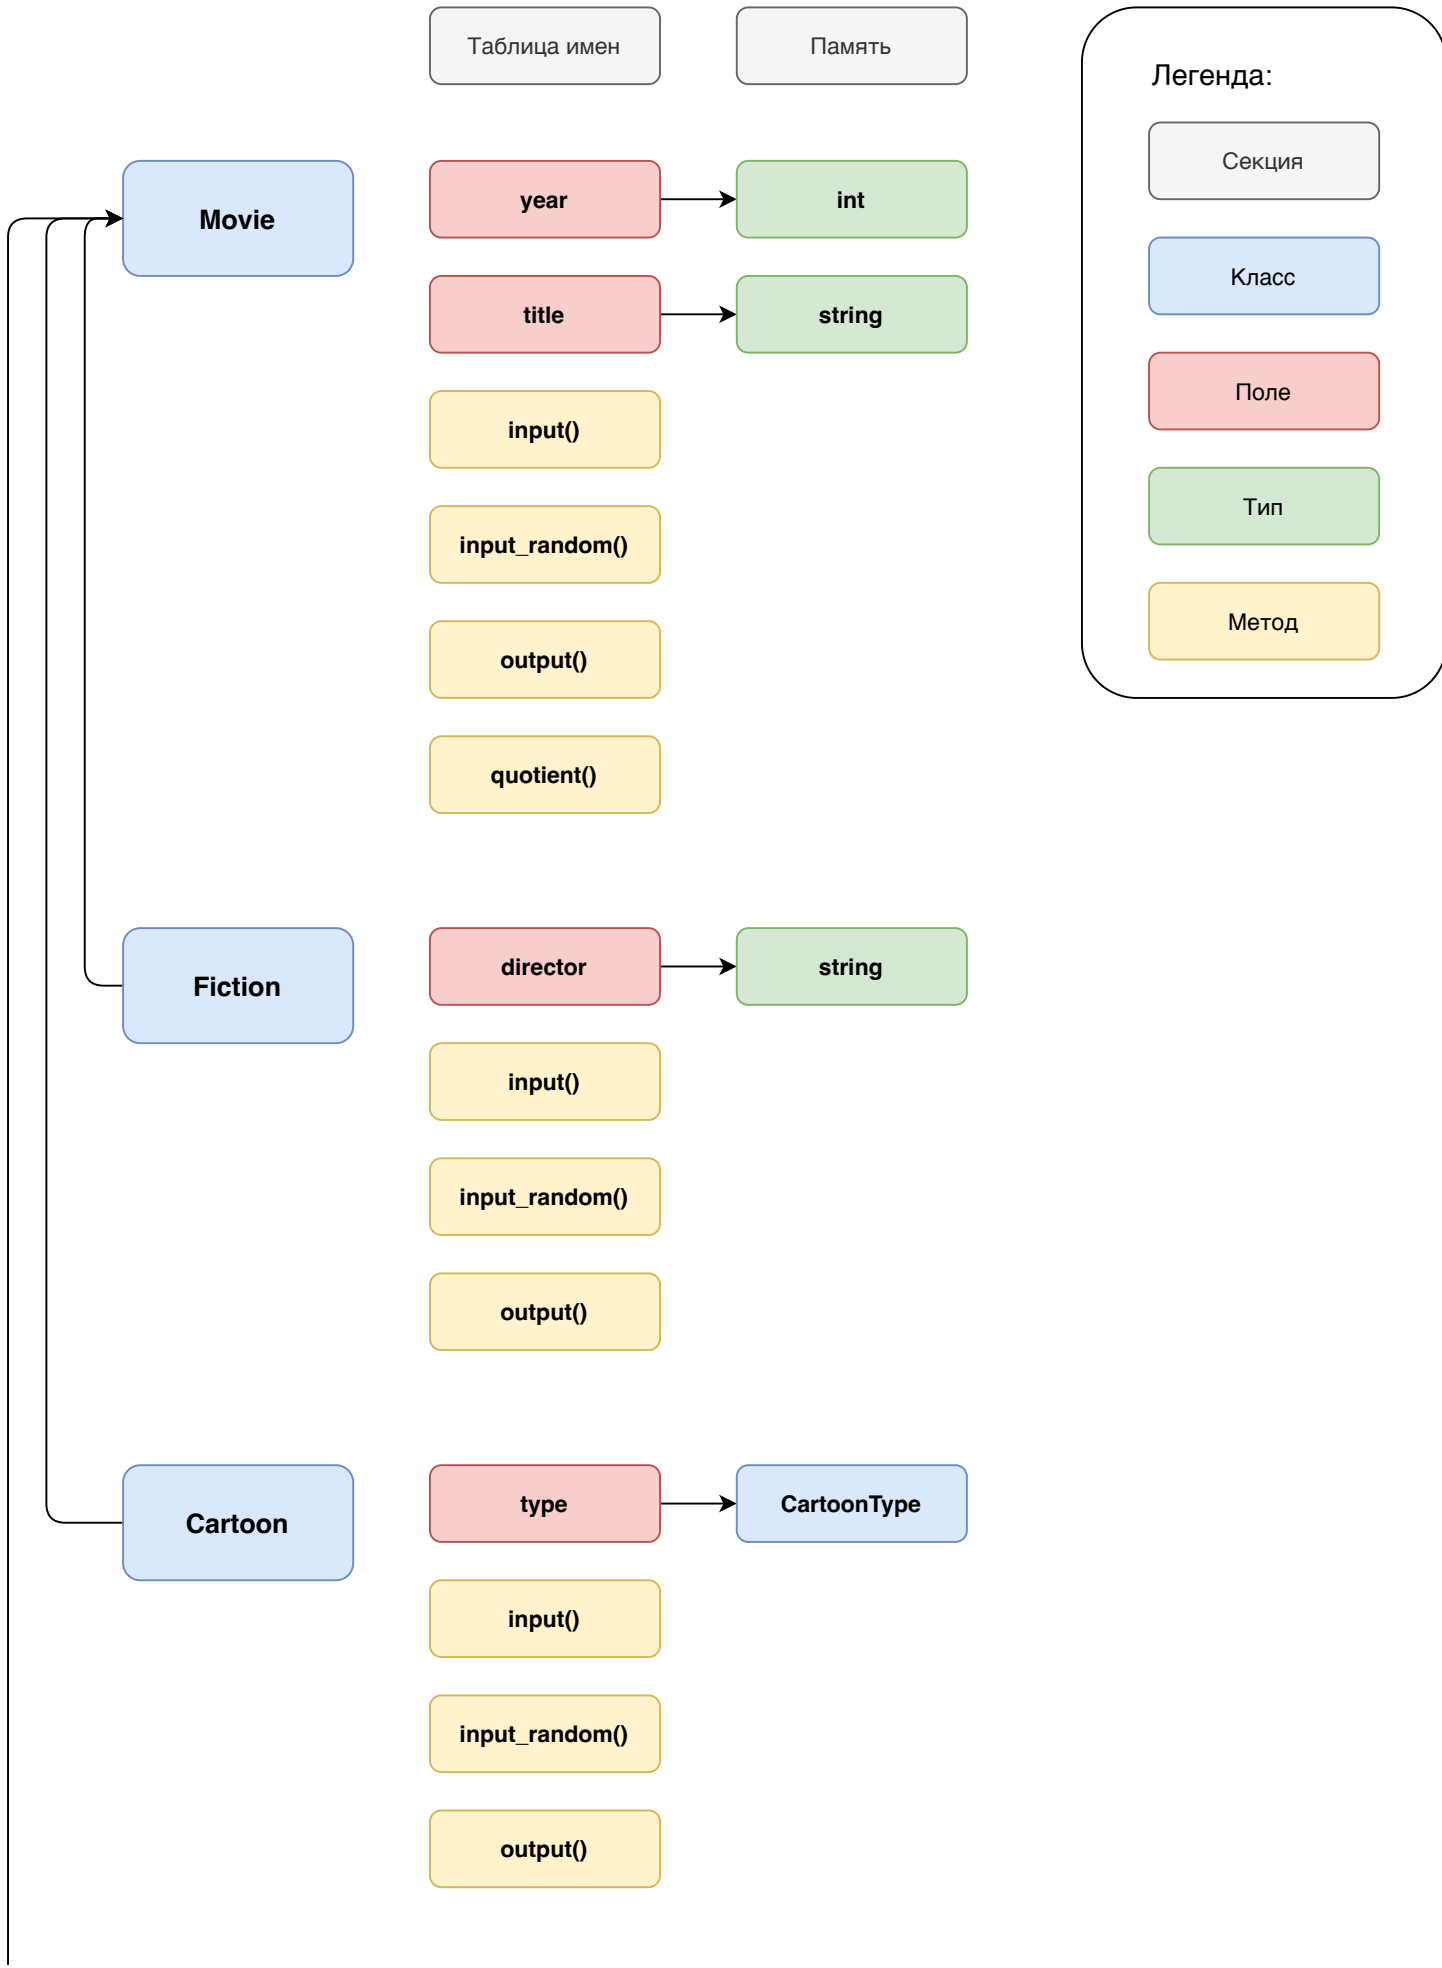 Таблица имен
Память
Легенда:
Секция
Класс
Поле
Тип
Метод
Movie
year
int
title
string
input()
input_random()
output()
quotient()
Fiction
director
string
input()
input_random()
output()
Cartoon
type
CartoonType
input()
input_random()
output()